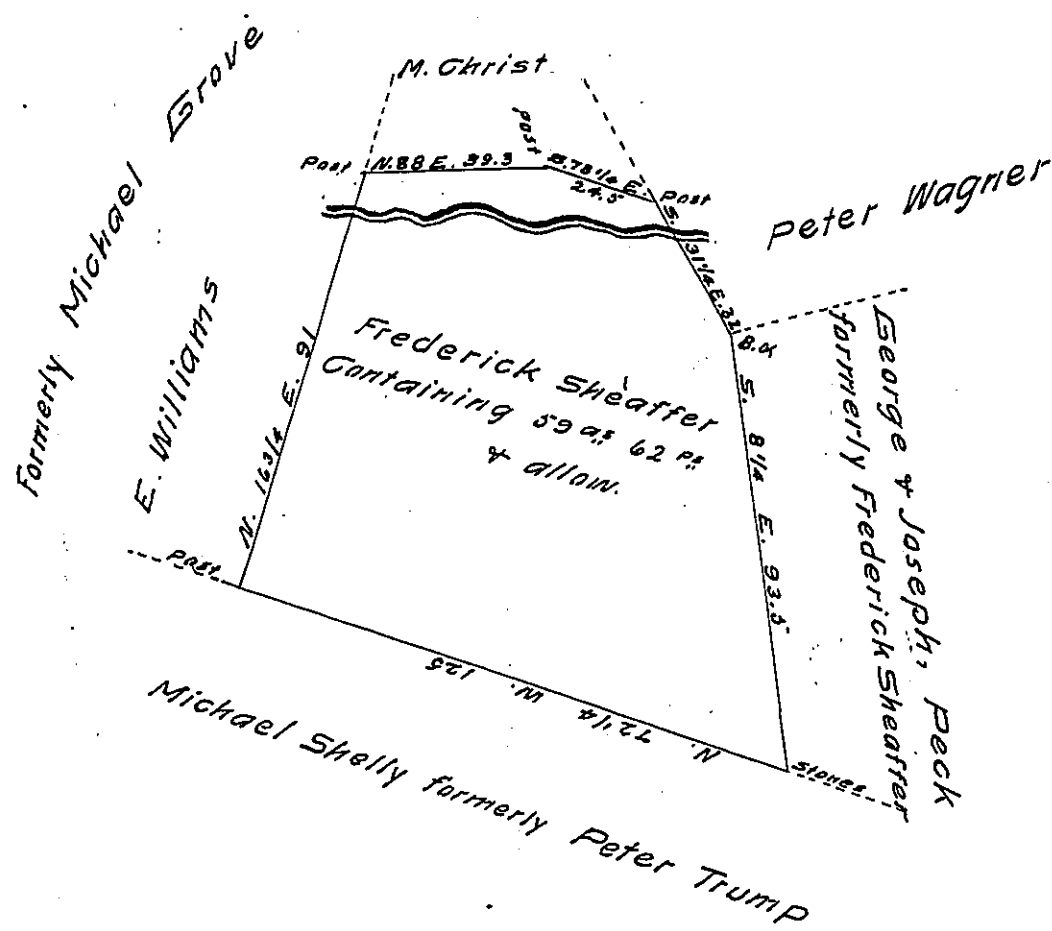 M. Christ
Formerly Michael Grove
E. Williams
Post
N. 88 E. 39.3
Post
S. 78 1/4 E.
24.5
Post
S. 31 1/4 E. 32
Peter Wagner
B.O
S. 8 1/4 E. 93.5
George & Joseph, Peck
formerly Frederick Sheaffer
Frederick Sheaffer
Containing 59 as. 62 ps.
& allow.
N. 16 3/4 E. 91
Post
N. 72 1/4 W. 125
Stones
Michael Shelly formerly Peter Trump